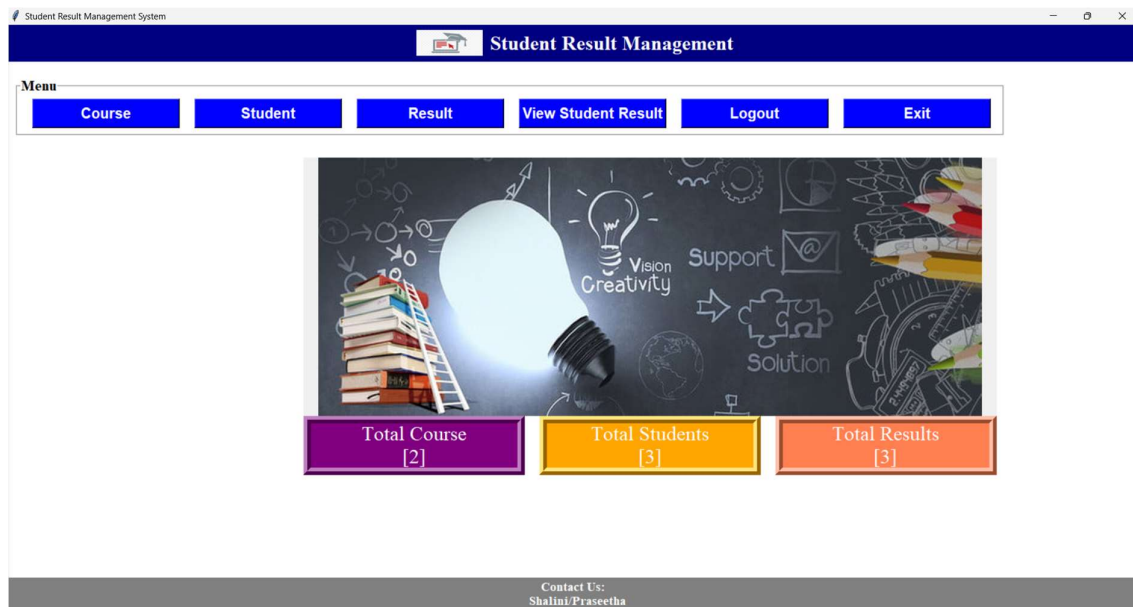 Student Result Management System
Student Result Management
Menu
Course
Student
Result
View Student Result
Logout
Exit
Vision
Creativity
Support
@
Solution
Total Course
[2]
Total Students
[3]
Total Results
[3]
Contact Us:
Shalini/Praseetha